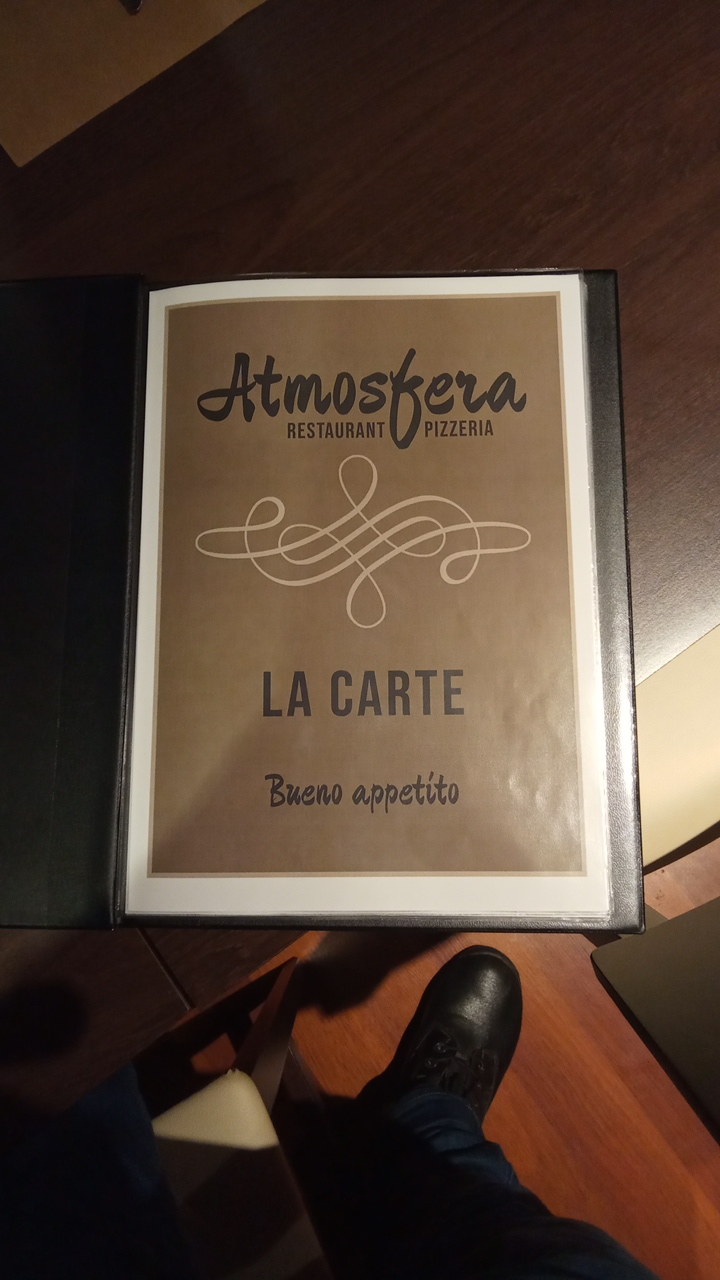 Atmosfera
RESTAURANT PIZZERIA
LA CARTE
Bueno appetito